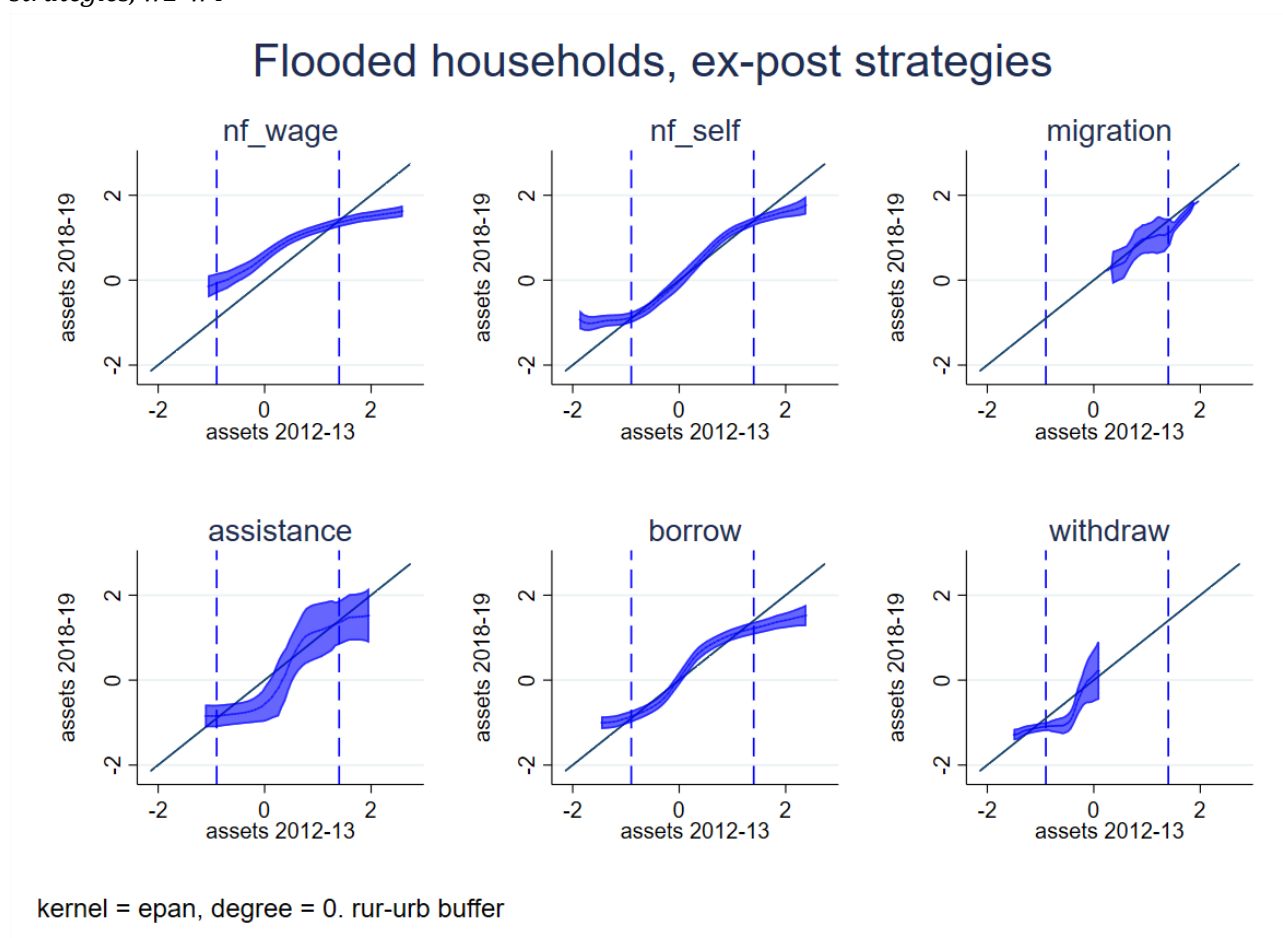 Flooded households, ex-post strategies
nf_wage
nf_self
migration
assets 2018-19
2
0
-2
-2 0 2
assets 2012-13
assets 2018-19
2
0
-2
-2 0 2
assets 2012-13
assets 2018-19
2
0
-2
-2 0 2
assets 2012-13
assistance
borrow
withdraw
assets 2018-19
2
0
-2
-2 0 2
assets 2012-13
assets 2018-19
2
0
-2
-2 0 2
assets 2012-13
assets 2018-19
2
0
-2
-2 0 2
assets 2012-13
kernel = epan, degree = 0. rur-urb buffer